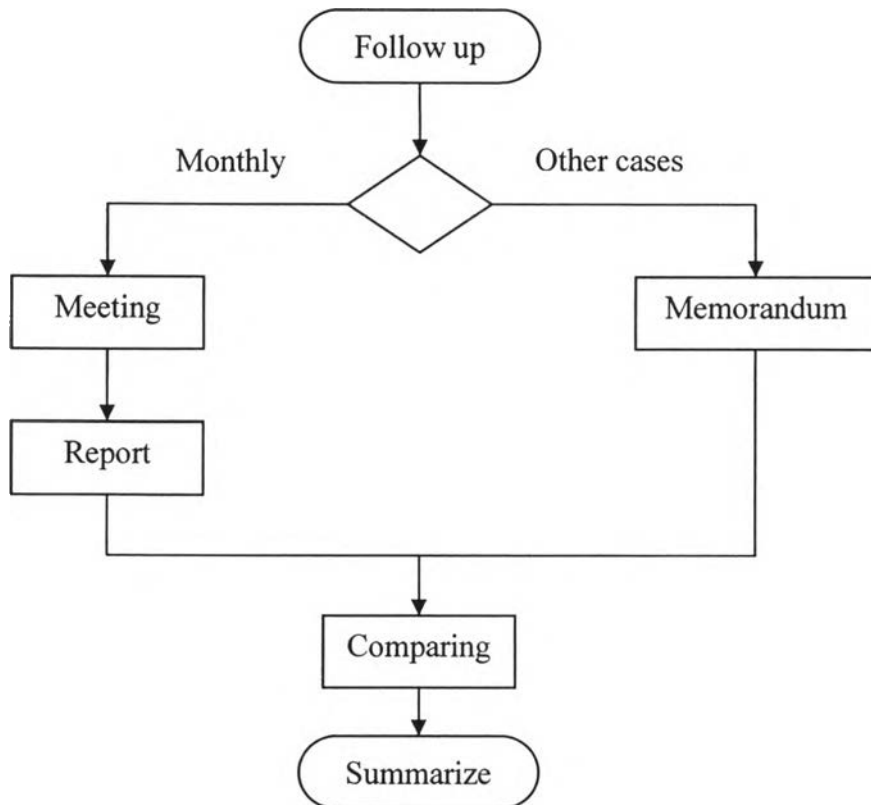 Follow up
Monthly
Other cases
Meeting
Memorandum
Report
Comparing
Summarize